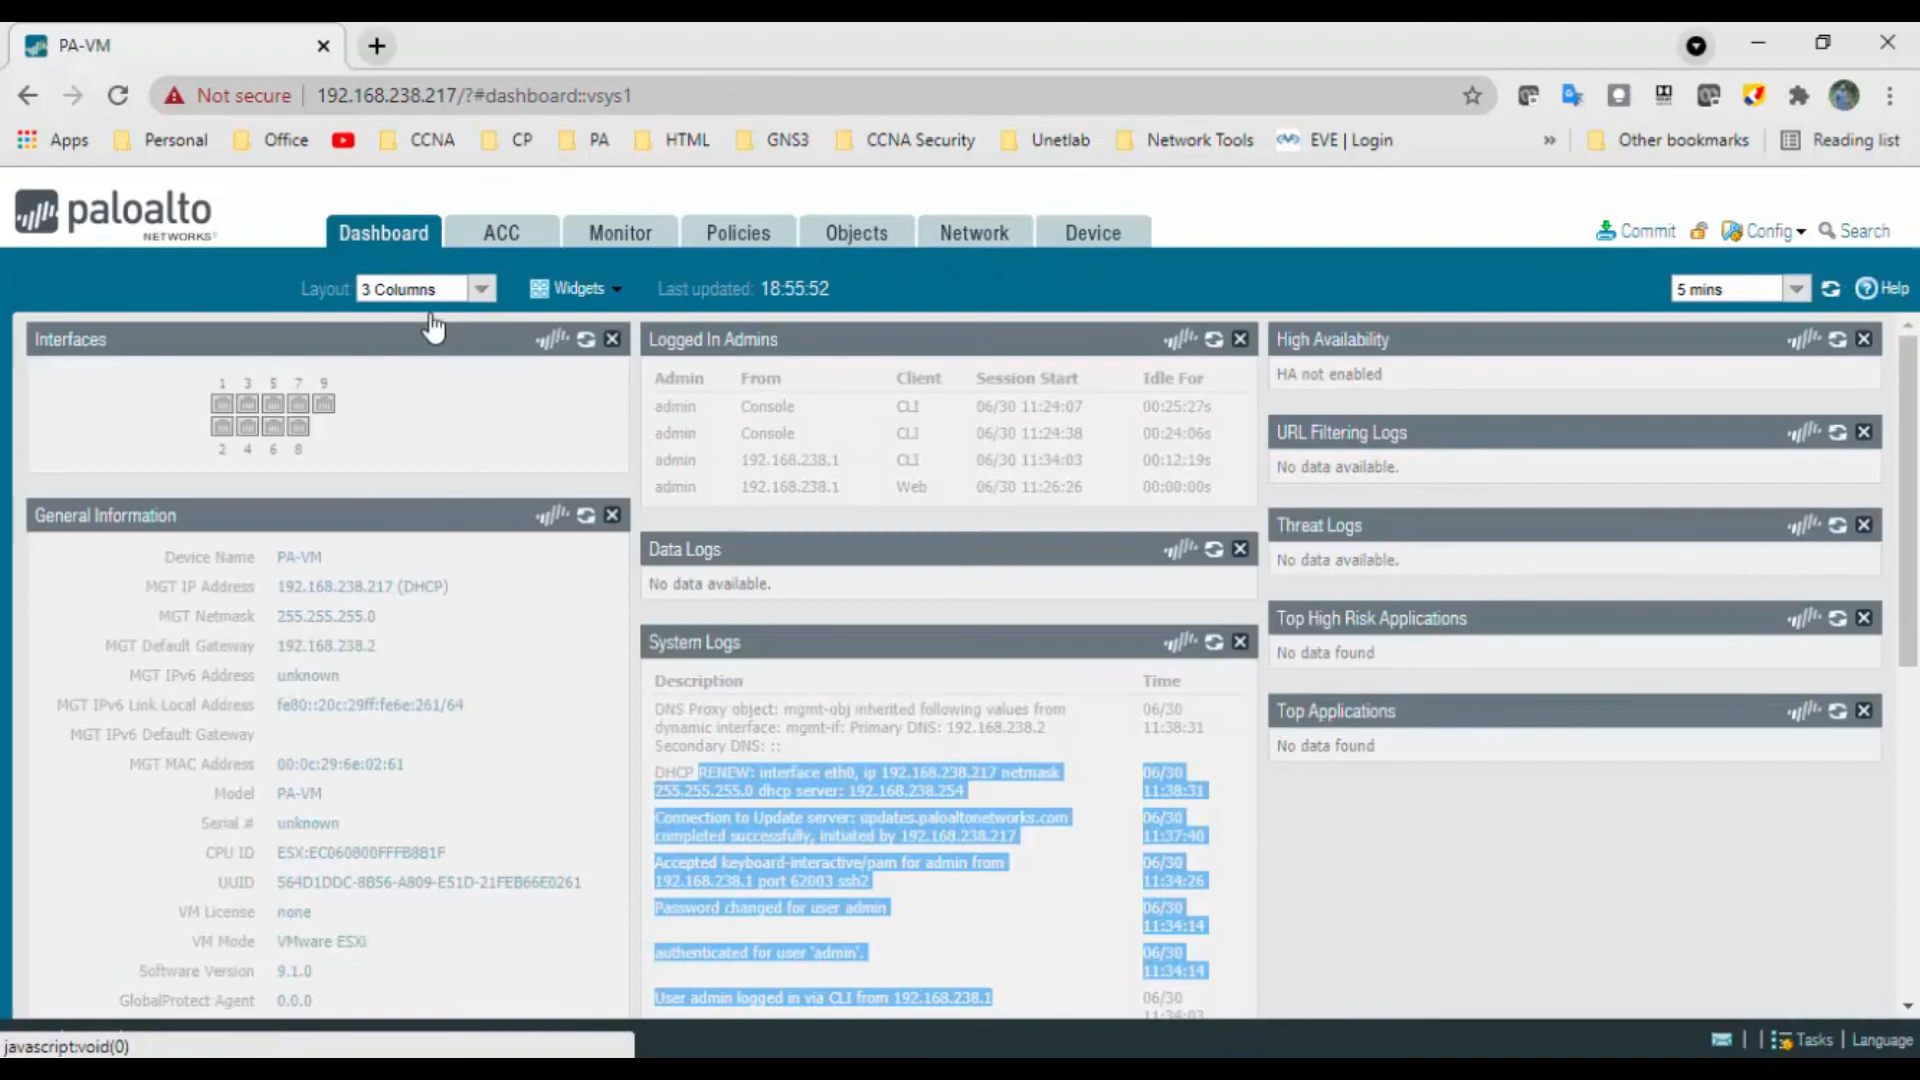 PA-VM
Not secure
192.168.238.217/?#dashboard::vsys1
Apps
Personal
Office
CCNA
CP
PA
HTML
GNS3
CCNA Security
Unetlab
Network Tools
EVE | Login
»
Other bookmarks
Reading list
paloalto
NETWORKS
Dashboard
ACC
Monitor
Policies
Objects
Network
Device
Commit
Config
Search
Layout 3 Columns
Widgets
Last updated: 18:55:52
5 mins
Help
Interfaces
1 3 5 7 9
2 4 6 8
General Information
Device Name PA-VM
MGT IP Address 192.168.238.217 (DHCP)
MGT Netmask 255.255.255.0
MGT Default Gateway 192.168.238.2
MGT IPv6 Address unknown
MGT IPv6 Link Local Address fe80::20c:29ff:fe6e:261/64
MGT IPv6 Default Gateway
MGT MAC Address 00:0c:29:6e:02:61
Model PA-VM
Serial # unknown
CPU ID ESX:EC060800FFFB8B1F
UUID 564D1DDC-8B56-A809-E51D-21FEB66E0261
VM License none
VM Mode VMware ESXi
Software Version 9.1.0
GlobalProtect Agent 0.0.0
Logged In Admins
Admin From Client Session Start Idle For
admin Console CLI 06/30 11:24:07 00:25:27s
admin Console CLI 06/30 11:24:38 00:24:06s
admin 192.168.238.1 CLI 06/30 11:34:03 00:12:19s
admin 192.168.238.1 Web 06/30 11:26:26 00:00:00s
Data Logs
No data available.
System Logs
Description Time
DNS Proxy object: mgmt-obj inherited following values from 06/30
dynamic interface: mgmt-if: Primary DNS: 192.168.238.2 11:38:31
Secondary DNS: ::
DHCP RENEW: interface eth0, ip 192.168.238.217 netmask 06/30
255.255.255.0 dhcp server: 192.168.238.254 11:38:31
Connection to Update server: updates.paloaltonetworks.com 06/30
completed successfully, initiated by 192.168.238.217 11:37:40
Accepted keyboard-interactive/pam for admin from 06/30
192.168.238.1 port 62003 ssh2 11:34:26
Password changed for user admin 06/30
11:34:14
authenticated for user 'admin'. 06/30
11:34:14
User admin logged in via CLI from 192.168.238.1 06/30
11:34:03
High Availability
HA not enabled
URL Filtering Logs
No data available.
Threat Logs
No data available.
Top High Risk Applications
No data found
Top Applications
No data found
javascript:void(0)
Tasks | Language